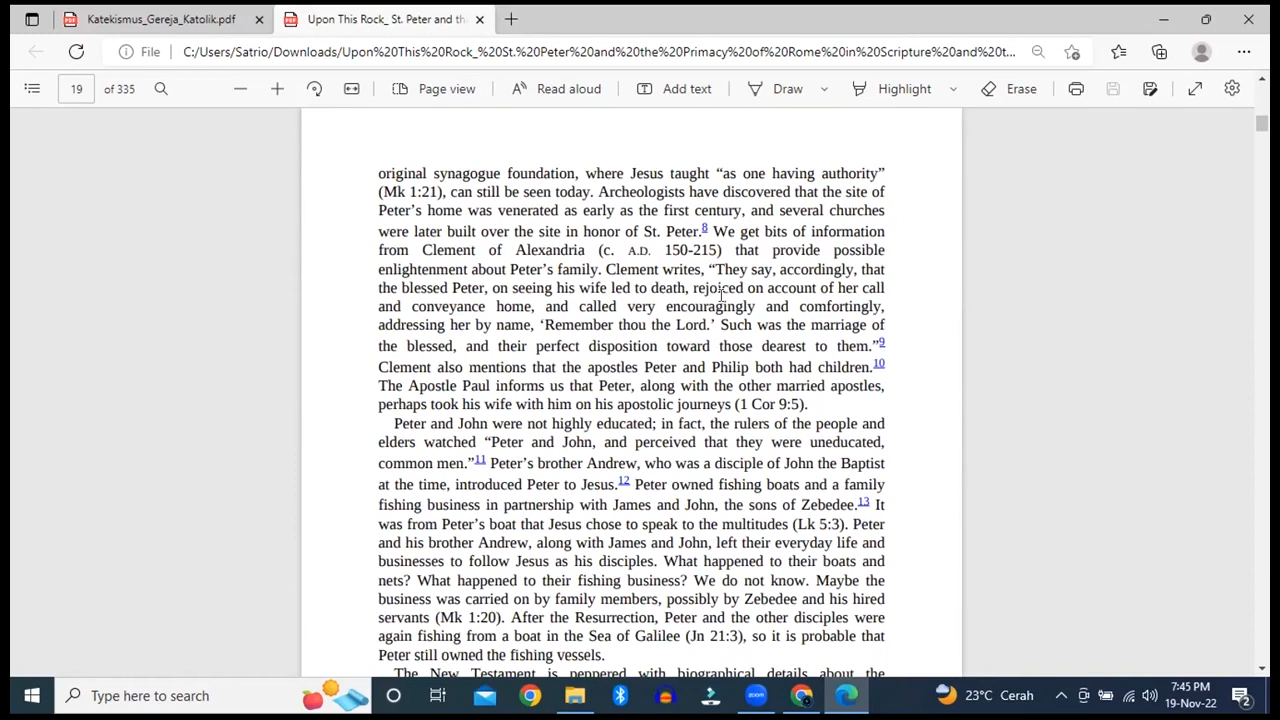 Katekismus_Gereja_Katolik.pdf
Upon This Rock_ St. Peter and th
File
C:/Users/Satrio/Downloads/Upon%20This%20Rock_%20St.%20Peter%20and%20the%20Primacy%20of%20Rome%20in%20Scripture%20and%20t...
19 of 335
Page view
Read aloud
Add text
Draw
Highlight
Erase
original synagogue foundation, where Jesus taught “as one having authority”
(Mk 1:21), can still be seen today. Archeologists have discovered that the site of
Peter’s home was venerated as early as the first century, and several churches
were later built over the site in honor of St. Peter.8 We get bits of information
from Clement of Alexandria (c. A.D. 150-215) that provide possible
enlightenment about Peter’s family. Clement writes, “They say, accordingly, that
the blessed Peter, on seeing his wife led to death, rejoiced on account of her call
and conveyance home, and called very encouragingly and comfortingly,
addressing her by name, ‘Remember thou the Lord.’ Such was the marriage of
the blessed, and their perfect disposition toward those dearest to them.”9
Clement also mentions that the apostles Peter and Philip both had children.10
The Apostle Paul informs us that Peter, along with the other married apostles,
perhaps took his wife with him on his apostolic journeys (1 Cor 9:5).
Peter and John were not highly educated; in fact, the rulers of the people and
elders watched “Peter and John, and perceived that they were uneducated,
common men.”11 Peter’s brother Andrew, who was a disciple of John the Baptist
at the time, introduced Peter to Jesus.12 Peter owned fishing boats and a family
fishing business in partnership with James and John, the sons of Zebedee.13 It
was from Peter’s boat that Jesus chose to speak to the multitudes (Lk 5:3). Peter
and his brother Andrew, along with James and John, left their everyday life and
businesses to follow Jesus as his disciples. What happened to their boats and
nets? What happened to their fishing business? We do not know. Maybe the
business was carried on by family members, possibly by Zebedee and his hired
servants (Mk 1:20). After the Resurrection, Peter and the other disciples were
again fishing from a boat in the Sea of Galilee (Jn 21:3), so it is probable that
Peter still owned the fishing vessels.
The New Testament is peppered with biographical details about the
Type here to search
zoom
23°C Cerah
7:45 PM
19-Nov-22
2